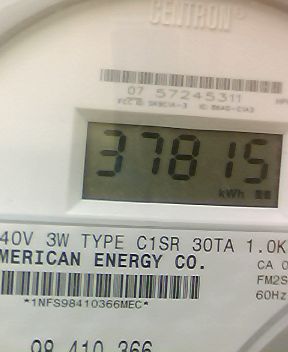 CENTRON®
07 57245311
37815
kWh
40V 3W TYPE C1SR 30TA 1.0K
MERICAN ENERGY CO.
CA 0
FM2S
60Hz
*1NFS98410366MEC*
98 410 366